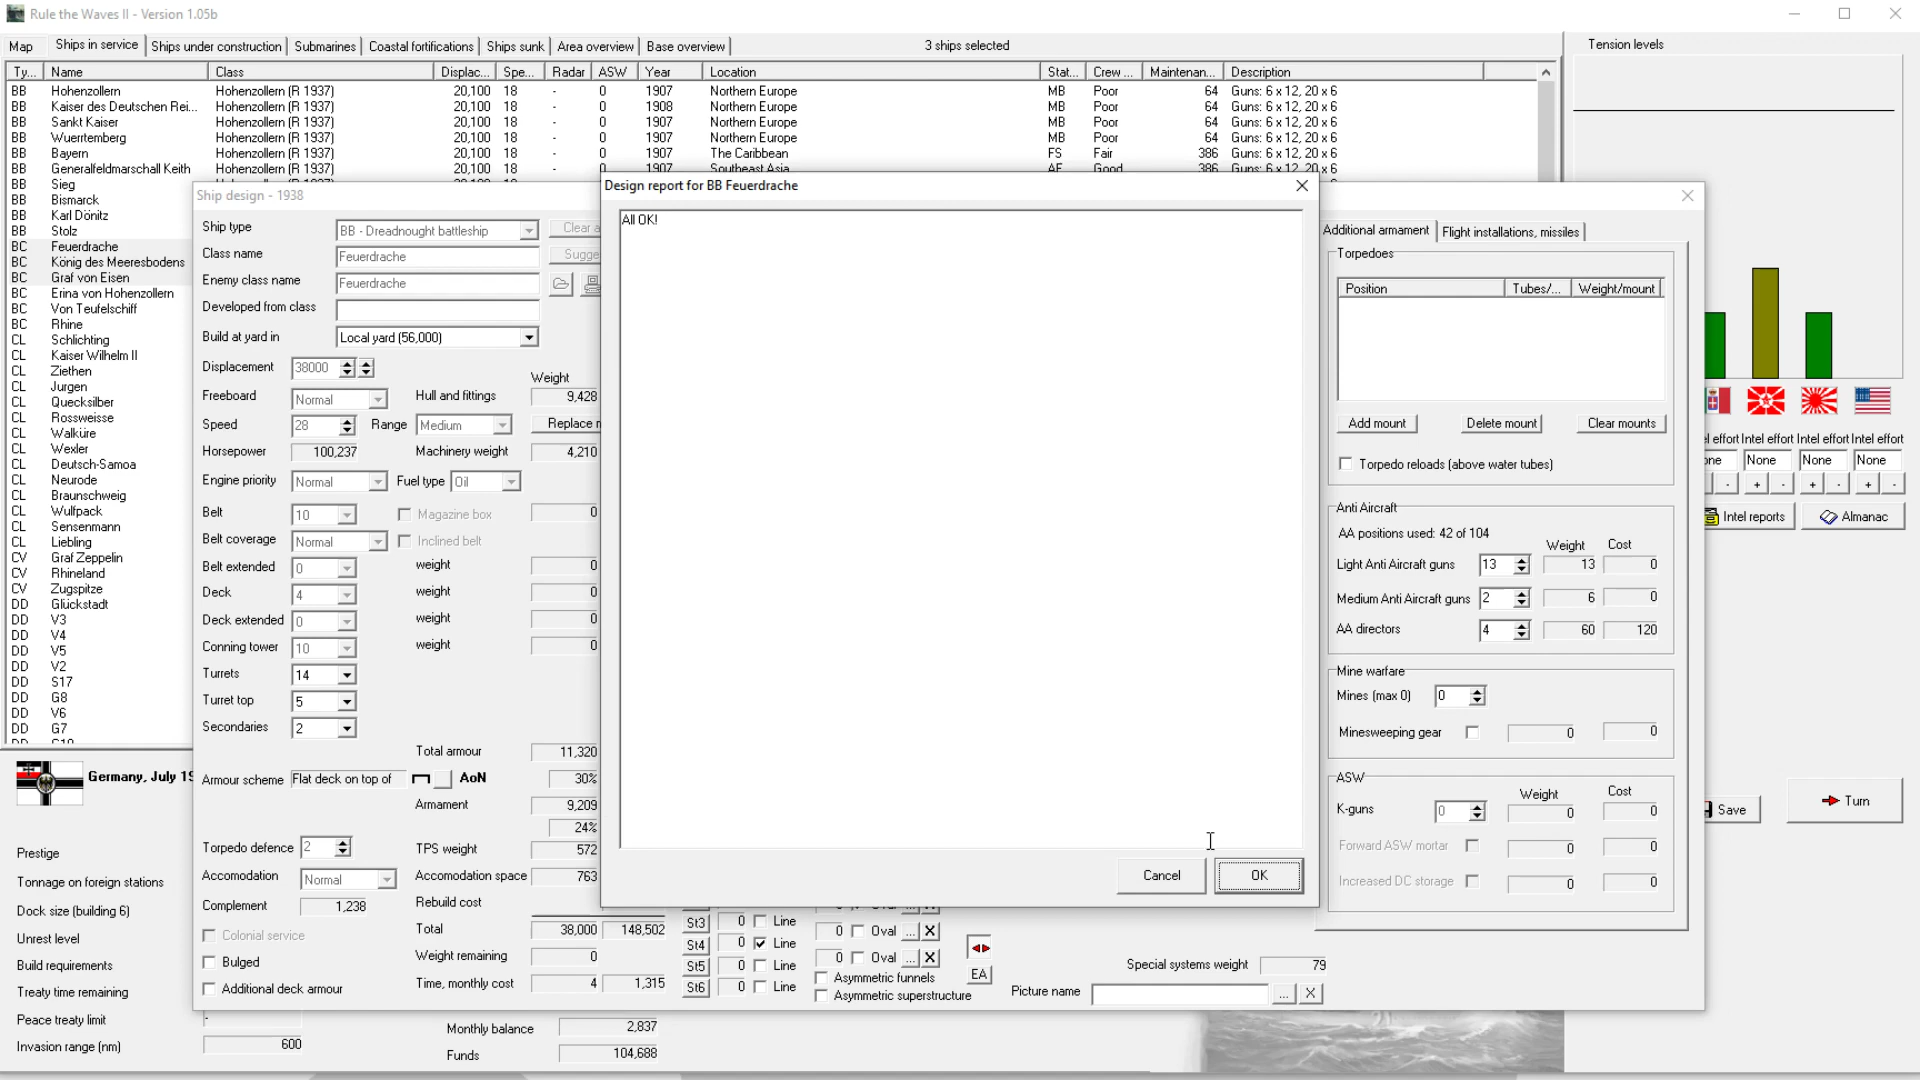 Rule the Waves II - Version 1.05b
Map Ships in service Ships under construction Submarines Coastal fortifications Ships sunk Area overview Base overview 3 ships selected Tension levels
Ty... Name Class Displac... Spe... Radar ASW Year Location Stat... Crew ... Maintenan... Description
BB Hohenzollern Hohenzollern (R 1937) 20,100 18 - 0 1907 Northern Europe MB Poor 64 Guns: 6 x 12, 20 x 6
BB Kaiser des Deutschen Rei... Hohenzollern (R 1937) 20,100 18 - 0 1908 Northern Europe MB Poor 64 Guns: 6 x 12, 20 x 6
BB Sankt Kaiser Hohenzollern (R 1937) 20,100 18 - 0 1907 Northern Europe MB Poor 64 Guns: 6 x 12, 20 x 6
BB Wuerrtemberg Hohenzollern (R 1937) 20,100 18 - 0 1907 Northern Europe MB Poor 64 Guns: 6 x 12, 20 x 6
BB Bayern Hohenzollern (R 1937) 20,100 18 - 0 1907 The Caribbean FS Fair 386 Guns: 6 x 12, 20 x 6
BB Generalfeldmarschall Keith Hohenzollern (R 1937) 20,100 18 - 0 1907 Southeast Asia AF Good 386 Guns: 6 x 12, 20 x 6
BB Sieg
BB Bismarck
BB Karl Dönitz
BB Stolz
BC Feuerdrache
BC König des Meeresbodens
BC Graf von Eisen
BC Erina von Hohenzollern
BC Von Teufelschiff
BC Rhine
CL Schlichting
CL Kaiser Wilhelm II
CL Ziethen
CL Jurgen
CL Quecksilber
CL Rossweisse
CL Walküre
CL Wexler
CL Deutsch-Samoa
CL Neurode
CL Braunschweig
CL Wulfpack
CL Sensenmann
CL Liebling
CV Graf Zeppelin
CV Rhineland
CV Zugspitze
DD Glückstadt
DD V3
DD V4
DD V5
DD V2
DD S17
DD G8
DD V6
DD G7
Germany, July 19
Prestige
Tonnage on foreign stations
Dock size (building 6)
Unrest level
Build requirements
Treaty time remaining
Peace treaty limit -
Invasion range (nm) 600
Monthly balance 2,837
Funds 104,688
Ship design - 1938
Ship type BB - Dreadnought battleship Clear a
Class name Feuerdrache Sugge
Enemy class name Feuerdrache
Developed from class
Build at yard in Local yard (56,000)
Displacement 38000 Weight
Freeboard Normal Hull and fittings 9,428
Speed 28 Range Medium Replace
Horsepower 100,237 Machinery weight 4,210
Engine priority Normal Fuel type Oil
Belt 10 Magazine box 0
Belt coverage Normal Inclined belt
Belt extended 0 weight 0
Deck 4 weight 0
Deck extended 0 weight 0
Conning tower 10 weight 0
Turrets 14
Turret top 5
Secondaries 2
Total armour 11,320
Armour scheme Flat deck on top of AoN 30%
Armament 9,209
24%
Torpedo defence 2 TPS weight 572
Accomodation Normal Accomodation space 763
Complement 1,238 Rebuild cost
Total 38,000 148,502
Colonial service Weight remaining 0
Bulged
Additional deck armour Time, monthly cost 4 1,315
St3 0 Line 0 Oval ... X
St4 0 Line 0 Oval ... X
St5 0 Line Asymmetric funnels
St6 0 Line Asymmetric superstructure
EA
Special systems weight 79
Picture name ... X
Design report for BB Feuerdrache
All OK!
Cancel OK
Additional armament Flight installations, missiles
Torpedoes
Position Tubes/... Weight/mount
Add mount Delete mount Clear mounts
Torpedo reloads (above water tubes)
Anti Aircraft
AA positions used: 42 of 104
Weight Cost
Light Anti Aircraft guns 13 13 0
Medium Anti Aircraft guns 2 6 0
AA directors 4 60 120
Mine warfare
Mines (max 0) 0
Minesweeping gear 0 0
ASW
Weight Cost
K-guns 0 0 0
Forward ASW mortar 0 0
Increased DC storage 0 0
l effort Intel effort Intel effort Intel effort
None None None
- + - + - + -
Intel reports Almanac
Save Turn